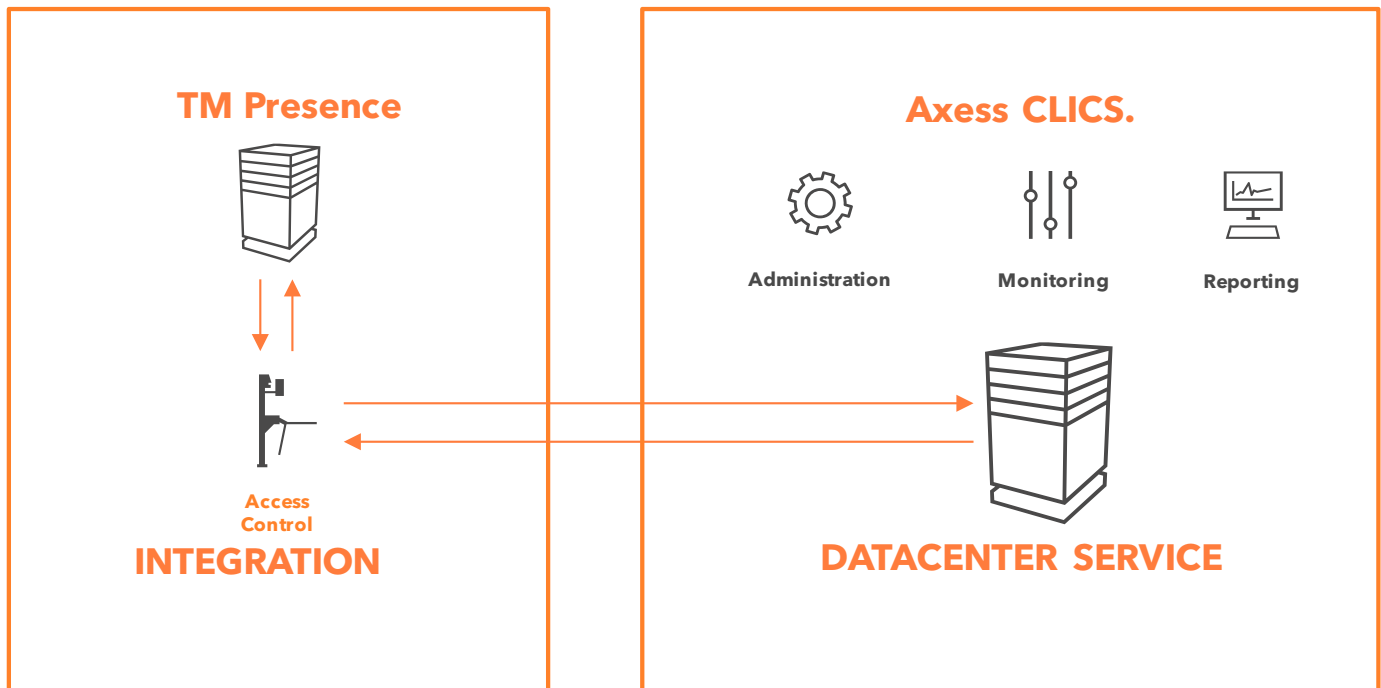 TM Presence
Access
Control
INTEGRATION
Axess CLICS.
Administration
Monitoring
Reporting
DATACENTER SERVICE